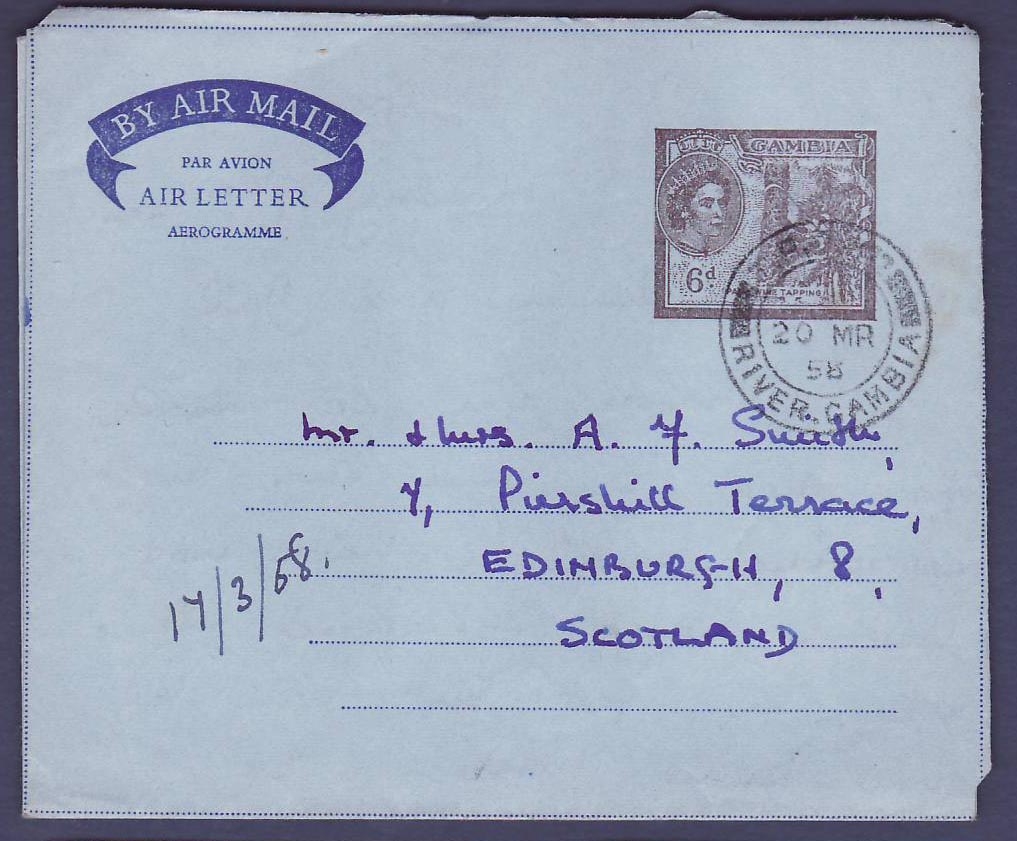 BY AIR MAIL
PAR AVION
AIR LETTER
AEROGRAMME
GAMBIA
6d
TAPPING
20 MR
58
RIVER. GAMBIA
Mr. & Mrs. A. Y. Smith,
7, Piershill Terrace,
EDINBURGH, 8,
SCOTLAND
17/3/58.